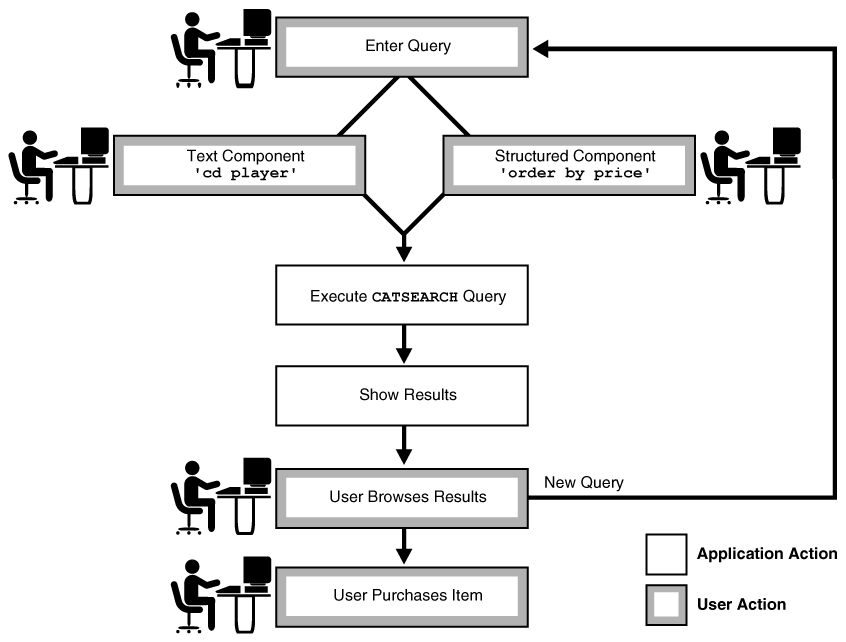 Enter Query
Text Component
'cd player'
Structured Component
'order by price'
Execute CATSEARCH Query
Show Results
User Browses Results
New Query
User Purchases Item
Application Action
User Action